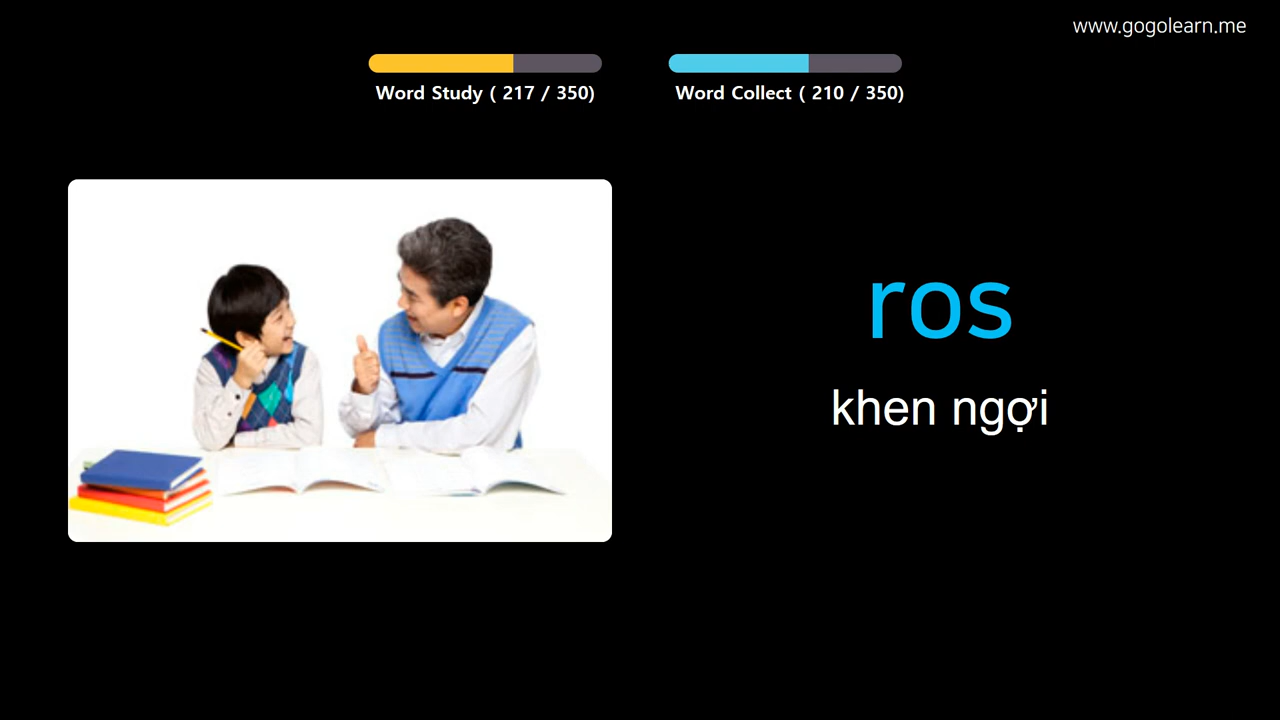 www.gogolearn.me
Word Study ( 217 / 350)
Word Collect ( 210 / 350)
ros
khen ngợi